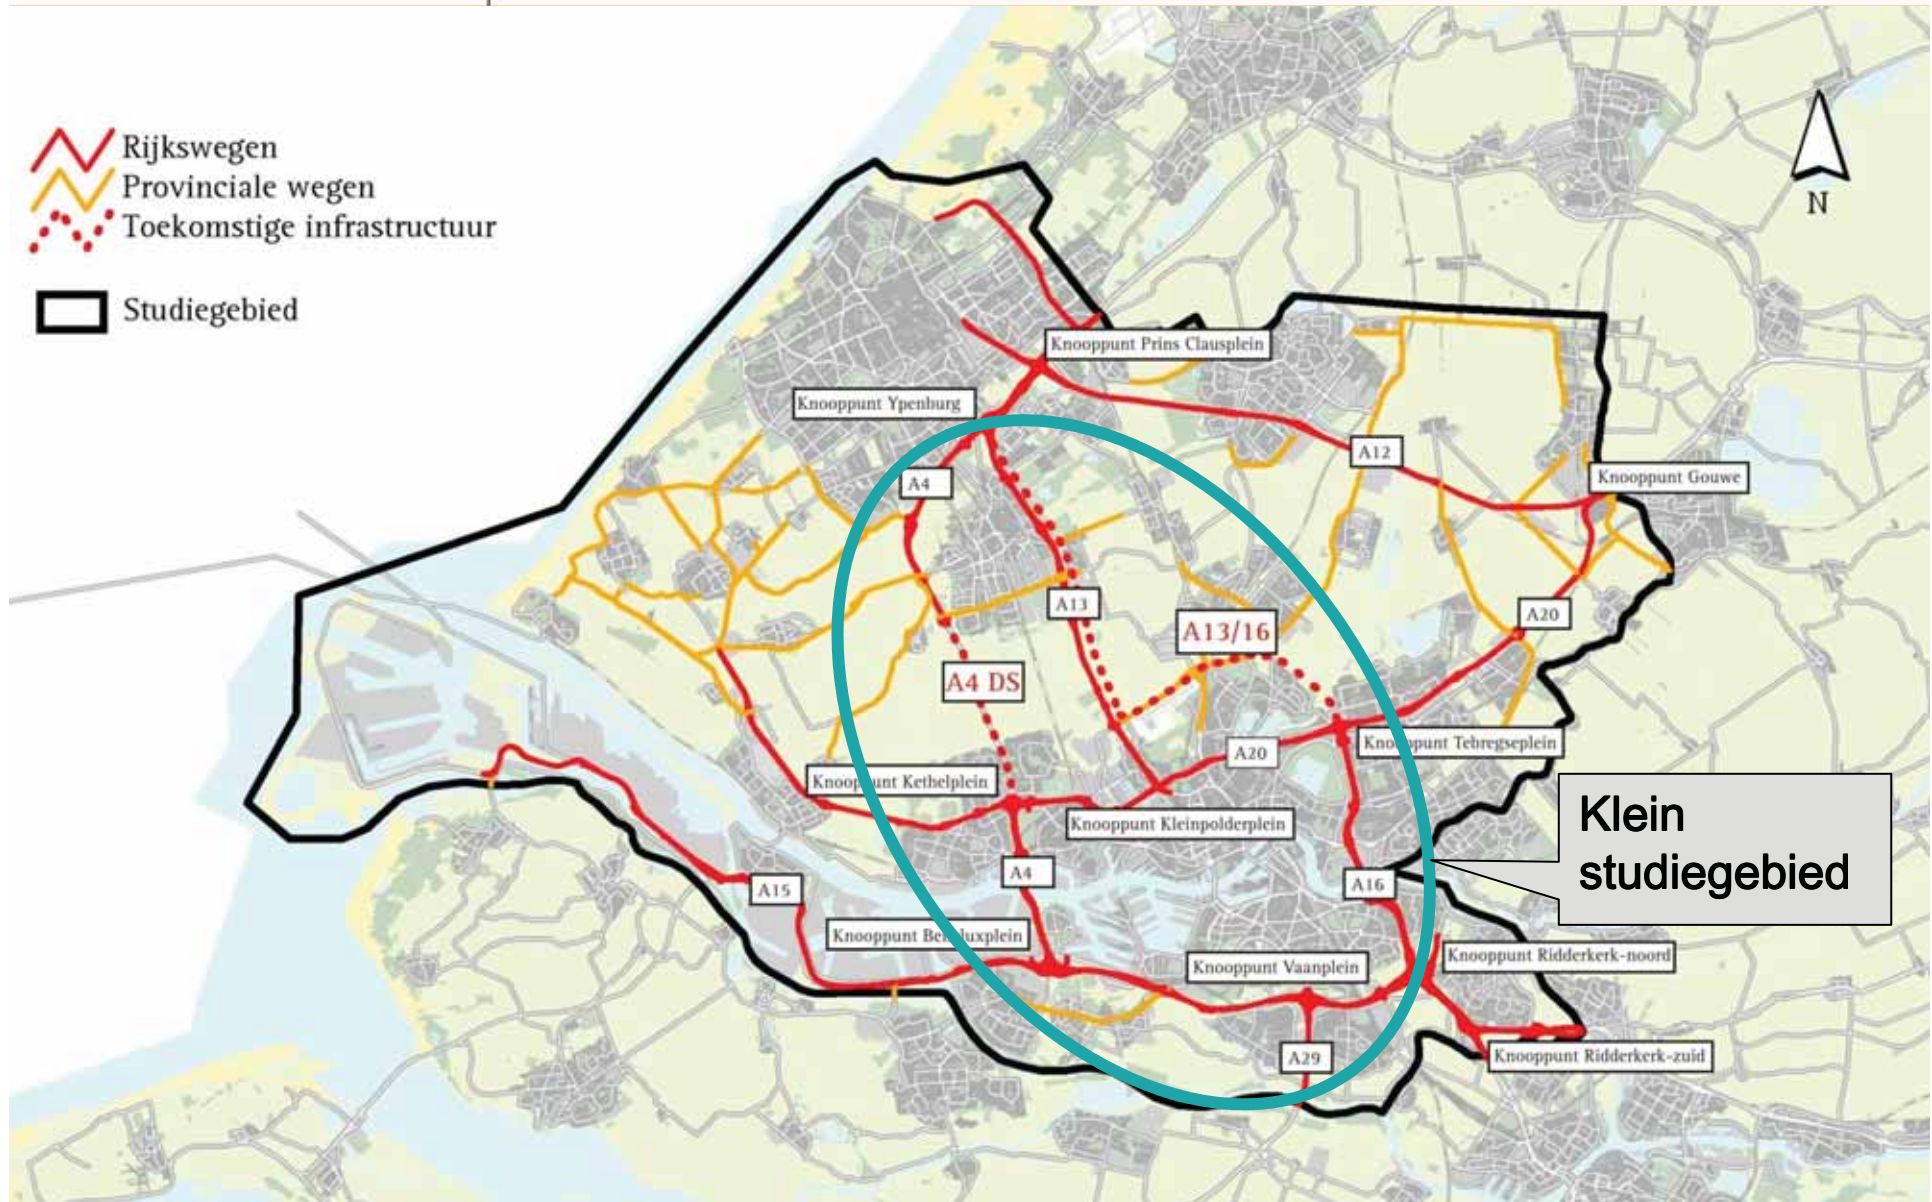 Rijkswegen
Provinciale wegen
Toekomstige infrastructuur
Studiegebied
N
Knooppunt Prins Clausplein
Knooppunt Ypenburg
A12
Knooppunt Gouwe
A4
A13
A20
A13/16
A4 DS
Knooppunt Tebregseplein
A20
Knooppunt Kethelplein
Knooppunt Kleinpolderplein
Klein
studiegebied
A4
A15
A16
Knooppunt Beneluxplein
Knooppunt Vaanplein
Knooppunt Ridderkerk-noord
A29
Knooppunt Ridderkerk-zuid